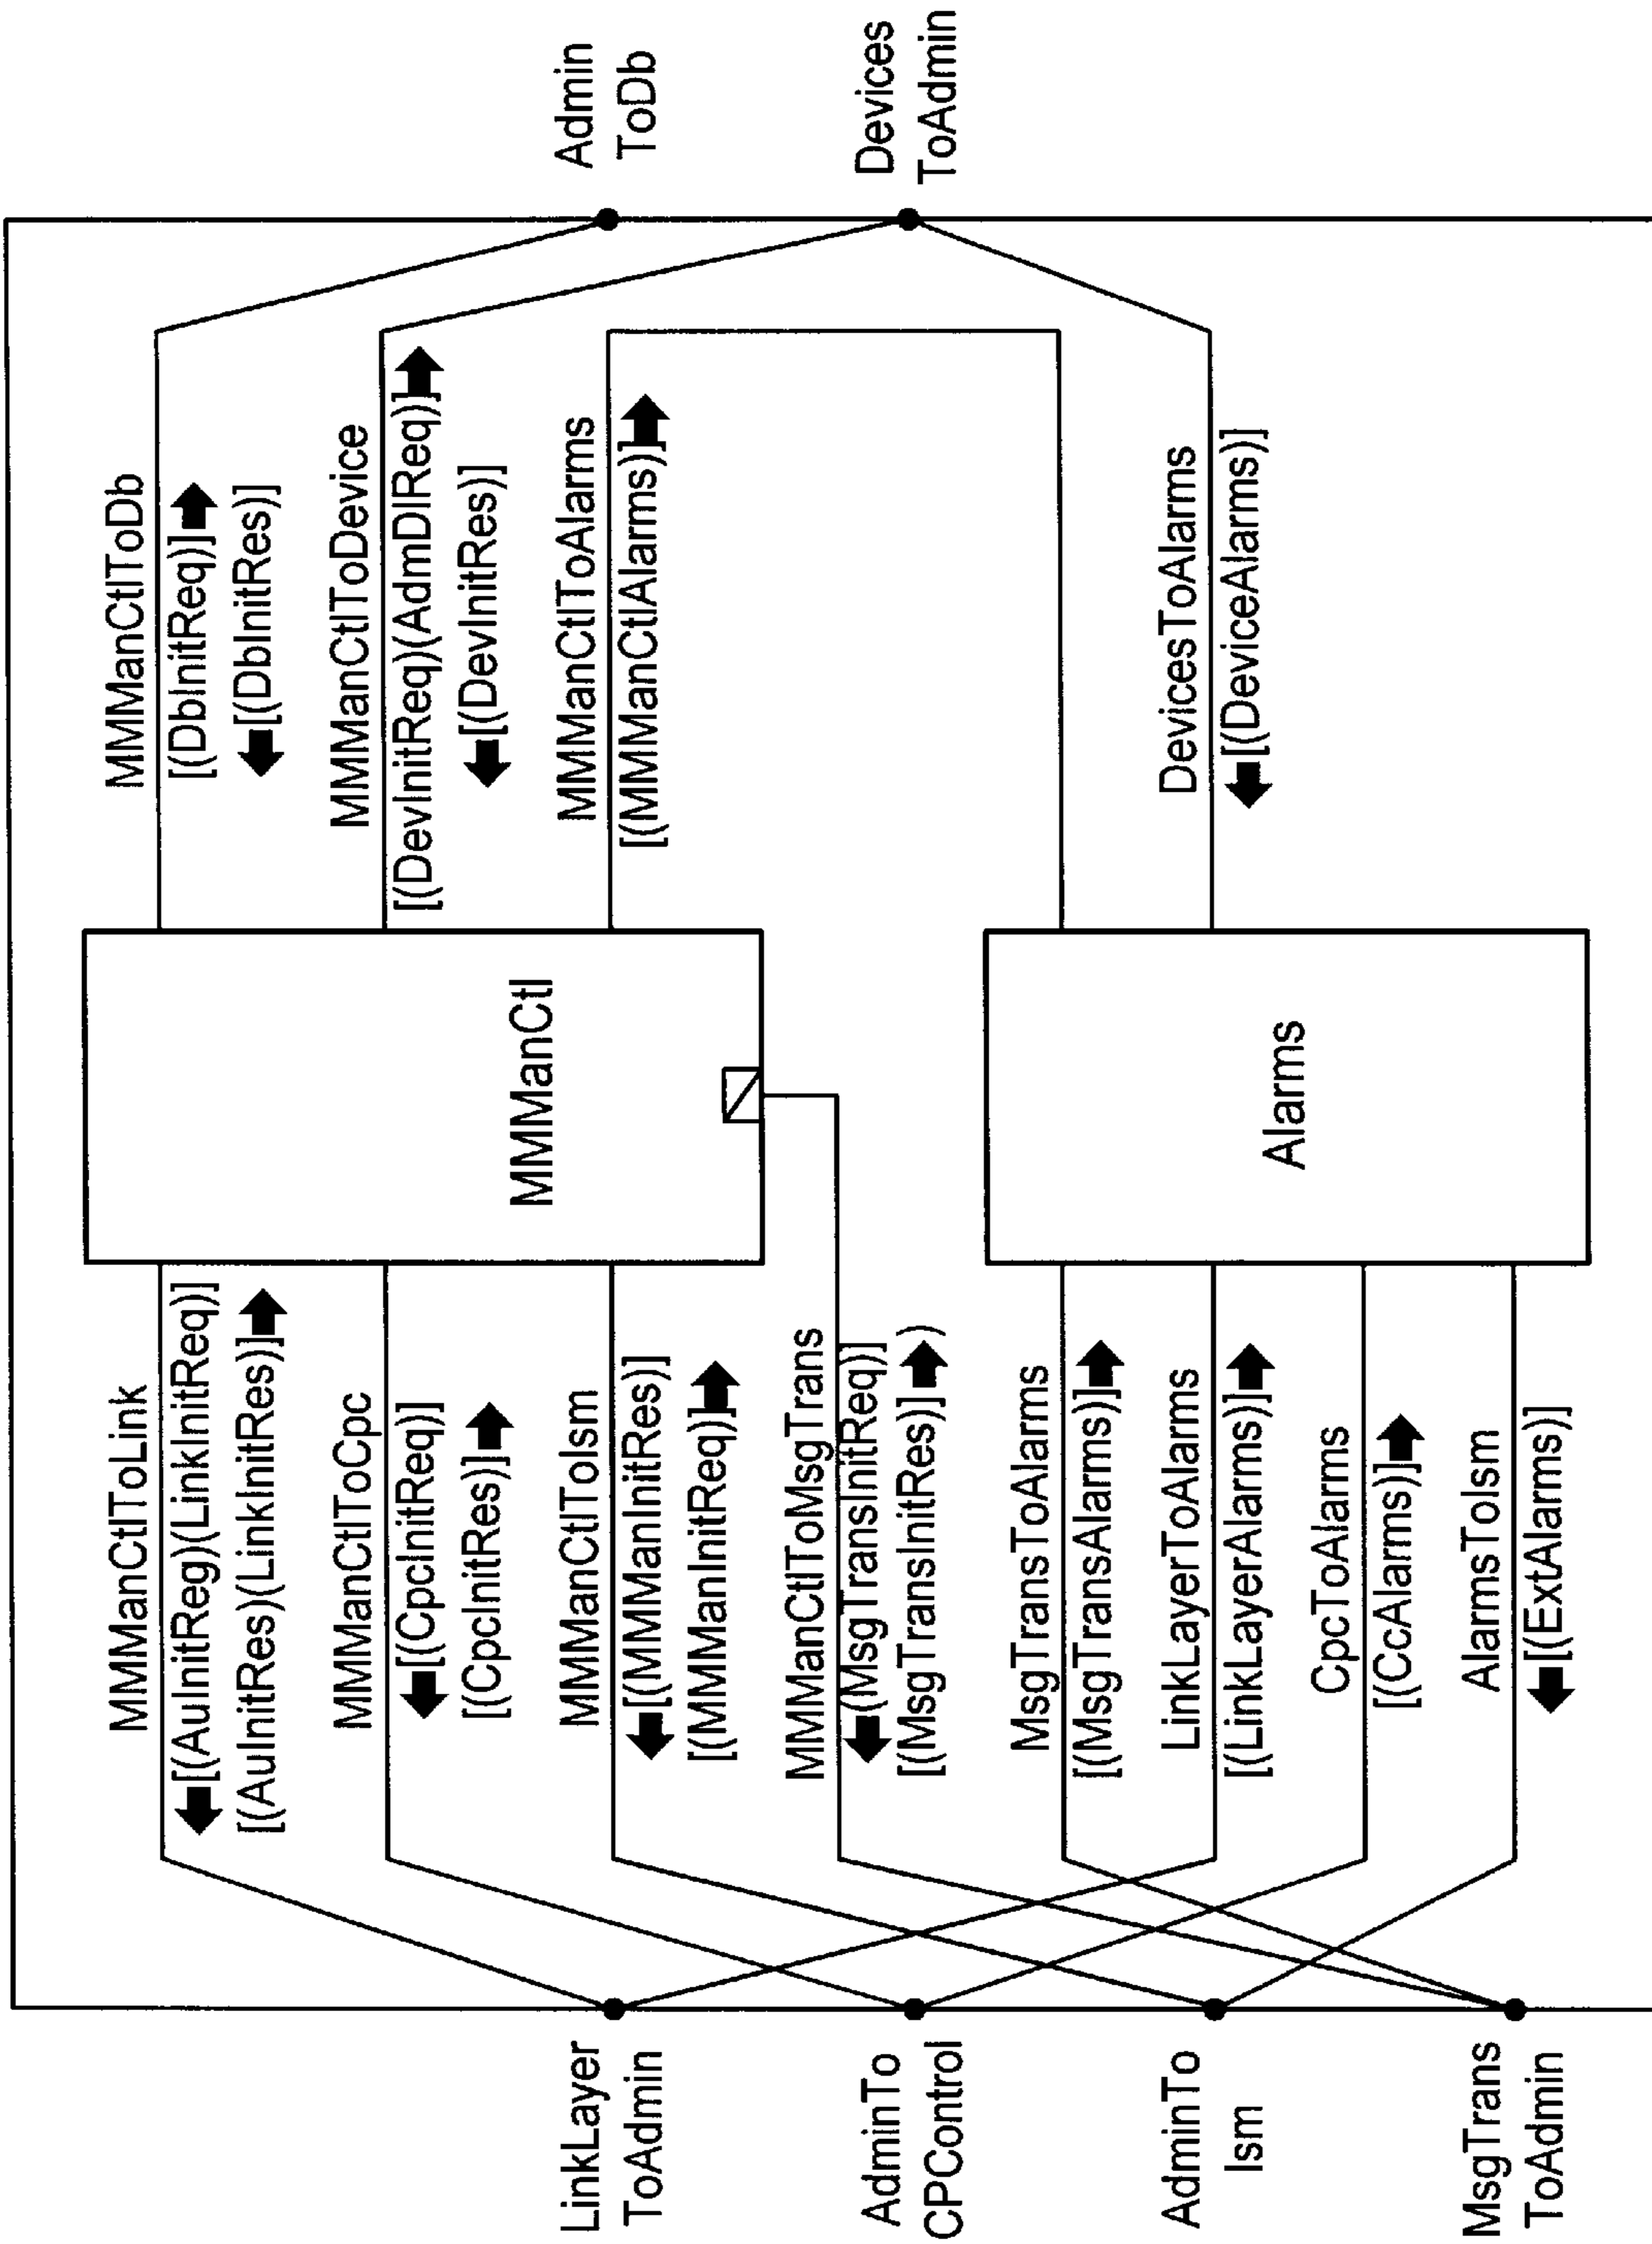 LinkLayer
ToAdmin
AdminTo
CPControl
AdminTo
Ism
MsgTrans
ToAdmin
MMManCtlToLink
[(AuInitReg)(LinkInitReq)]
[(AuInitRes)(LinkInitRes)]
MMManCtlToCpc
[(CpcInitReq)]
[(CpcInitRes)]
MMManCtlToIsm
[(MMManInitRes)]
[(MMManInitReq)]
MMManCtlToMsgTrans
(MsgTransInitReq)]
[(MsgTransInitRes)] )
MsgTransToAlarms
[(MsgTransAlarms)]
LinkLayerToAlarms
[(LinkLayerAlarms)]
CpcToAlarms
[(CcAlarms)]
AlarmsToIsm
[(ExtAlarms)]
MMManCtl
Alarms
MMManCtlToDb
[(DbInitReq)]
[(DbInitRes)]
MMManCtlToDevice
[(DevInitReq)(AdmDlReq)]
[(DevInitRes)]
MMManCtlToAlarms
[(MMManCtlAlarms)]
DevicesToAlarms
[(DeviceAlarms)]
Admin
ToDb
Devices
ToAdmin